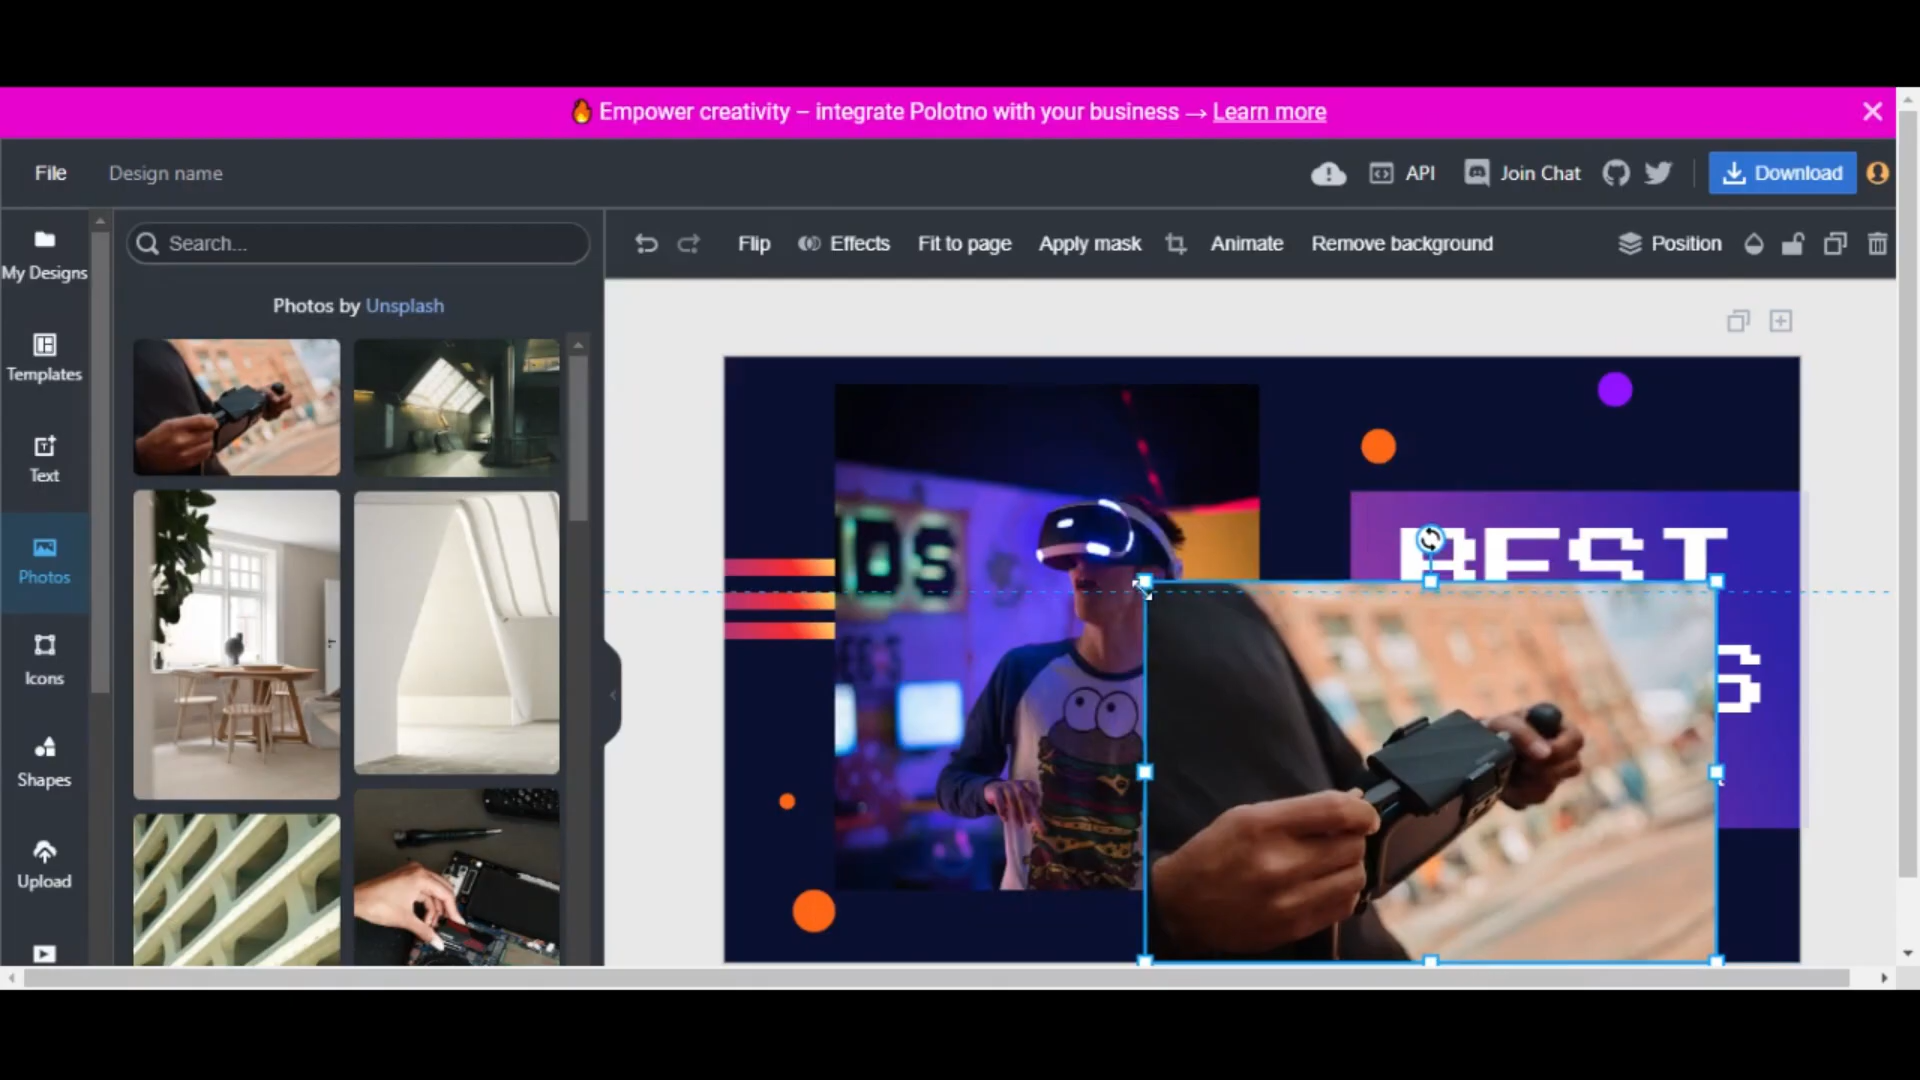 🔥 Empower creativity – integrate Polotno with your business → Learn more
File
Design name
API
Join Chat
Download
My Designs
Templates
Text
Photos
Icons
Shapes
Upload
Search...
Photos by Unsplash
Flip
Effects
Fit to page
Apply mask
Animate
Remove background
Position
BEST
S
DS